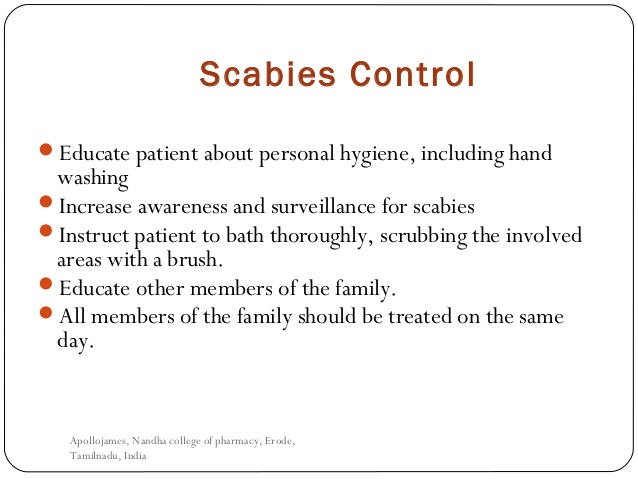 Scabies Control
Educate patient about personal hygiene, including hand
washing
Increase awareness and surveillance for scabies
Instruct patient to bath thoroughly, scrubbing the involved
areas with a brush.
Educate other members of the family.
All members of the family should be treated on the same
day.
Apollojames, Nandha college of pharmacy, Erode,
Tamilnadu, India